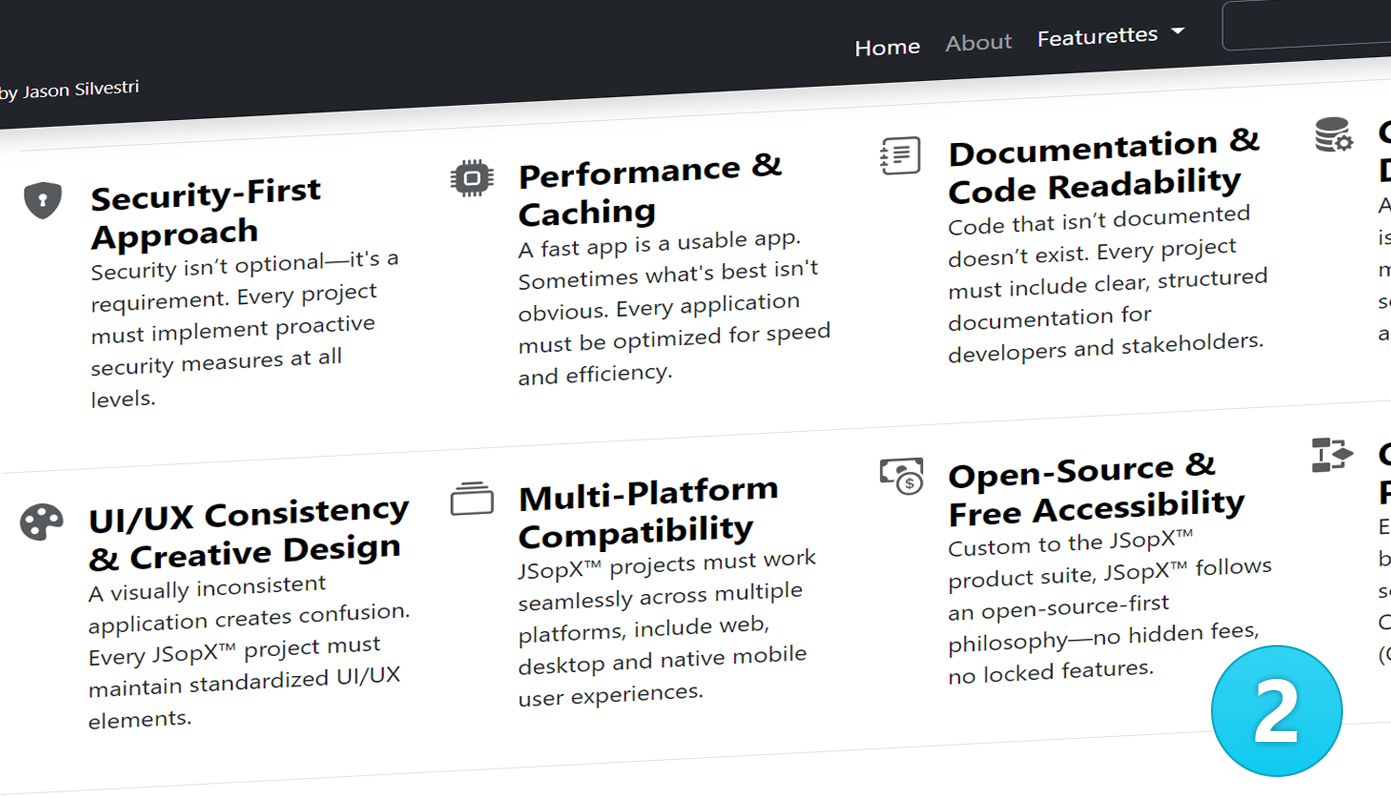 Home About Featurettes
by Jason Silvestri
Security-First
Approach
Security isn’t optional—it's a
requirement. Every project
must implement proactive
security measures at all
levels.
Performance &
Caching
A fast app is a usable app.
Sometimes what's best isn't
obvious. Every application
must be optimized for speed
and efficiency.
Documentation &
Code Readability
Code that isn’t documented
doesn’t exist. Every project
must include clear, structured
documentation for
developers and stakeholders.
UI/UX Consistency
& Creative Design
A visually inconsistent
application creates confusion.
Every JSopX™ project must
maintain standardized UI/UX
elements.
Multi-Platform
Compatibility
JSopX™ projects must work
seamlessly across multiple
platforms, include web,
desktop and native mobile
user experiences.
Open-Source &
Free Accessibility
Custom to the JSopX™
product suite, JSopX™ follows
an open-source-first
philosophy—no hidden fees,
no locked features.
2